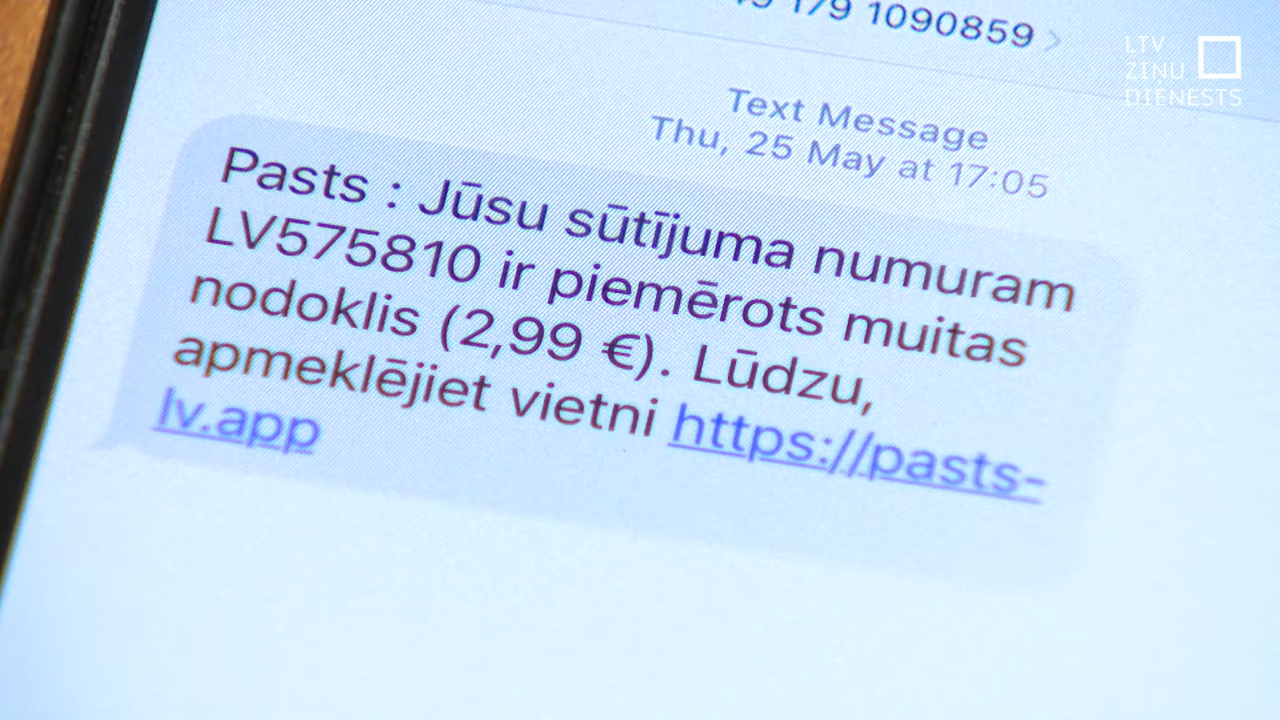 179 1090859 >
LTV
ZIŅU
DIENESTS
Text Message
Thu, 25 May at 17:05
Pasts : Jūsu sūtījuma numuram
LV575810 ir piemērots muitas
nodoklis (2,99 €). Lūdzu,
apmeklējiet vietni https://pasts-
lv.app